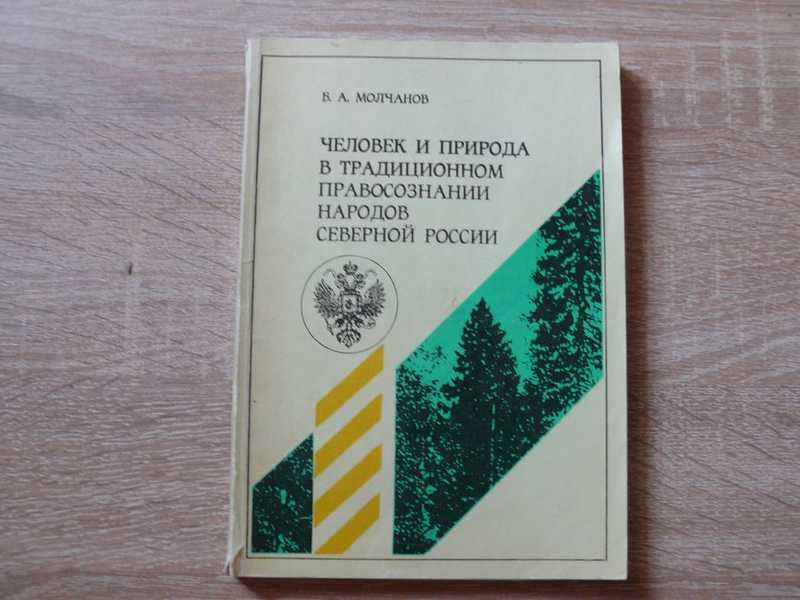 В. А. МОЛЧАНОВ
ЧЕЛОВЕК И ПРИРОДА
В ТРАДИЦИОННОМ
ПРАВОСОЗНАНИИ
НАРОДОВ
СЕВЕРНОЙ РОССИИ